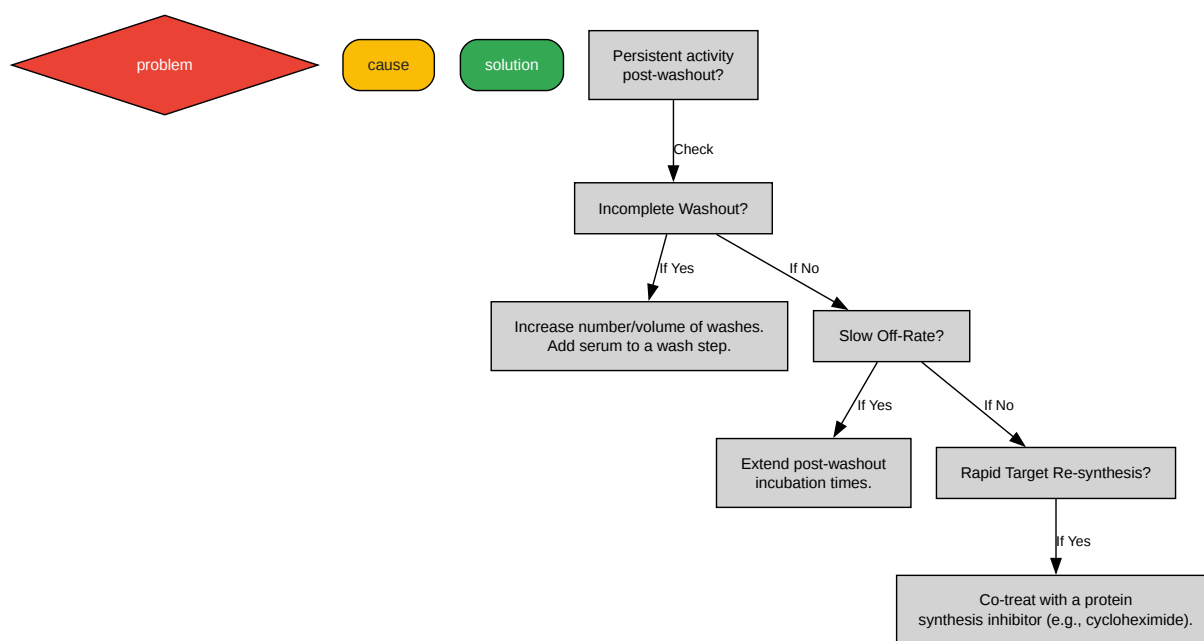 problem
cause
solution
Persistent activity
post-washout?
Check
Incomplete Washout?
If Yes
If No
Increase number/volume of washes.
Add serum to a wash step.
Slow Off-Rate?
If Yes
If No
Extend post-washout
incubation times.
Rapid Target Re-synthesis?
If Yes
Co-treat with a protein
synthesis inhibitor (e.g., cycloheximide).